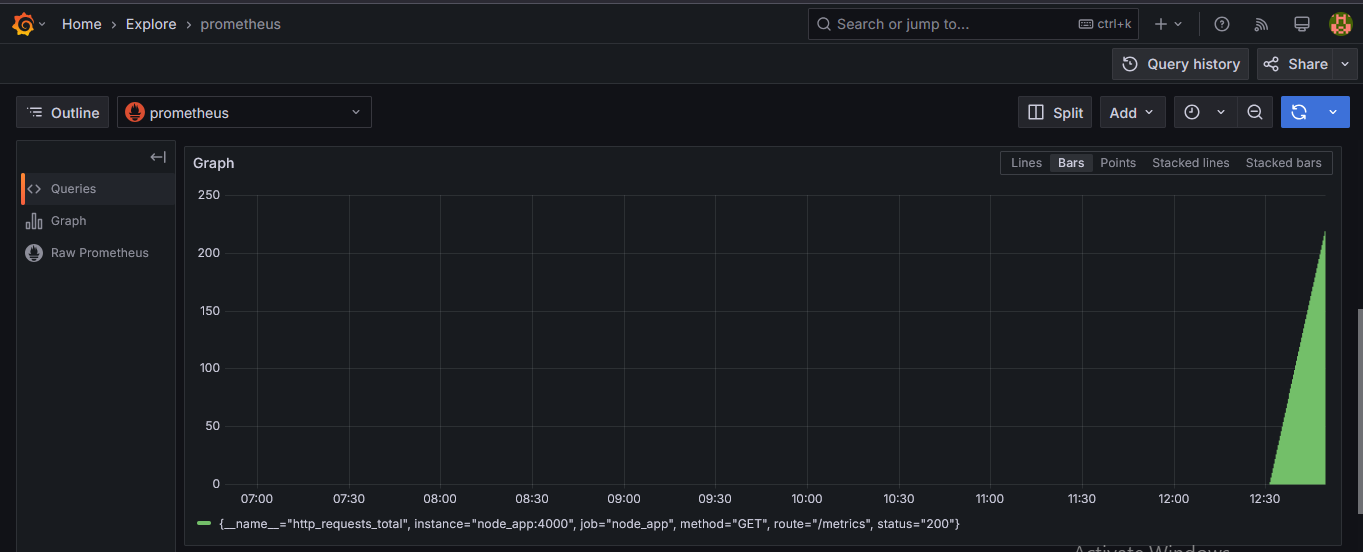 Home › Explore › prometheus
Search or jump to... ctrl+k
Query history Share
Outline prometheus Split Add
Queries
Graph
Raw Prometheus
Graph Lines Bars Points Stacked lines Stacked bars
250
200
150
100
50
0
07:00 07:30 08:00 08:30 09:00 09:30 10:00 10:30 11:00 11:30 12:00 12:30
{__name__="http_requests_total", instance="node_app:4000", job="node_app", method="GET", route="/metrics", status="200"}
Activate Windows